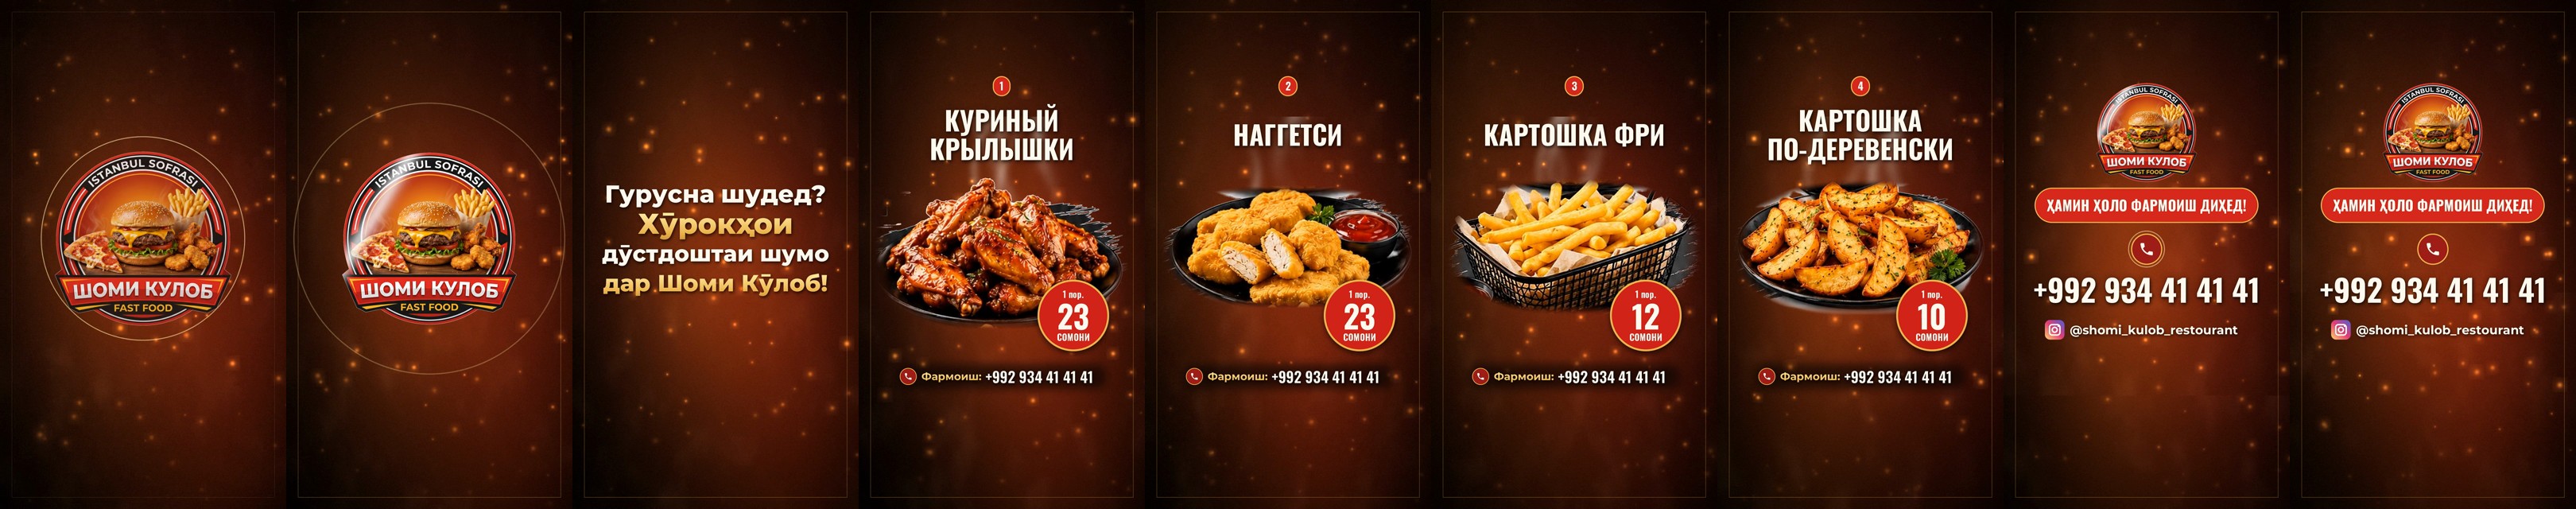 ISTANBUL SOFRASI
ШОМИ КУЛОБ
FAST FOOD
ISTANBUL SOFRASI
ШОМИ КУЛОБ
FAST FOOD
Гурусна шудед?
Хӯрокҳои
дӯстдоштаи шумо
дар Шоми Кӯлоб!
1
КУРИНЫЙ
КРЫЛЫШКИ
1 пор.
23
СОМОНИ
Фармоиш: +992 934 41 41 41
2
НАГГЕТСИ
1 пор.
23
СОМОНИ
Фармоиш: +992 934 41 41 41
3
КАРТОШКА ФРИ
1 пор.
12
СОМОНИ
Фармоиш: +992 934 41 41 41
4
КАРТОШКА
ПО-ДЕРЕВЕНСКИ
1 пор.
10
СОМОНИ
Фармоиш: +992 934 41 41 41
ISTANBUL SOFRASI
ШОМИ КУЛОБ
FAST FOOD
ҲАМИН ҲОЛО ФАРМОИШ ДИҲЕД!
+992 934 41 41 41
@shomi_kulob_restourant
ISTANBUL SOFRASI
ШОМИ КУЛОБ
FAST FOOD
ҲАМИН ҲОЛО ФАРМОИШ ДИҲЕД!
+992 934 41 41 41
@shomi_kulob_restourant